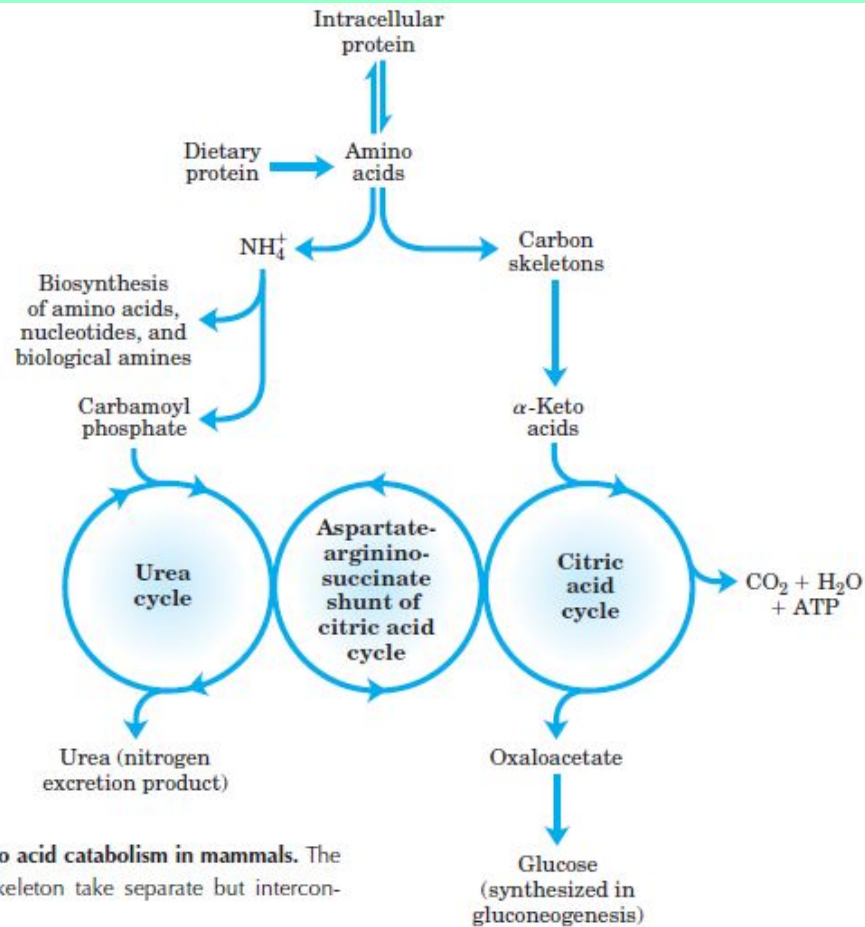 Intracellular
protein
Dietary
protein
Amino
acids
NH₄⁺
Carbon
skeletons
Biosynthesis
of amino acids,
nucleotides, and
biological amines
Carbamoyl
phosphate
α-Keto
acids
Urea
cycle
Aspartate-
arginino-
succinate
shunt of
citric acid
cycle
Citric
acid
cycle
CO₂ + H₂O
+ ATP
Urea (nitrogen
excretion product)
Oxaloacetate
Glucose
(synthesized in
gluconeogenesis)
acid catabolism in mammals. The
take separate but intercon-